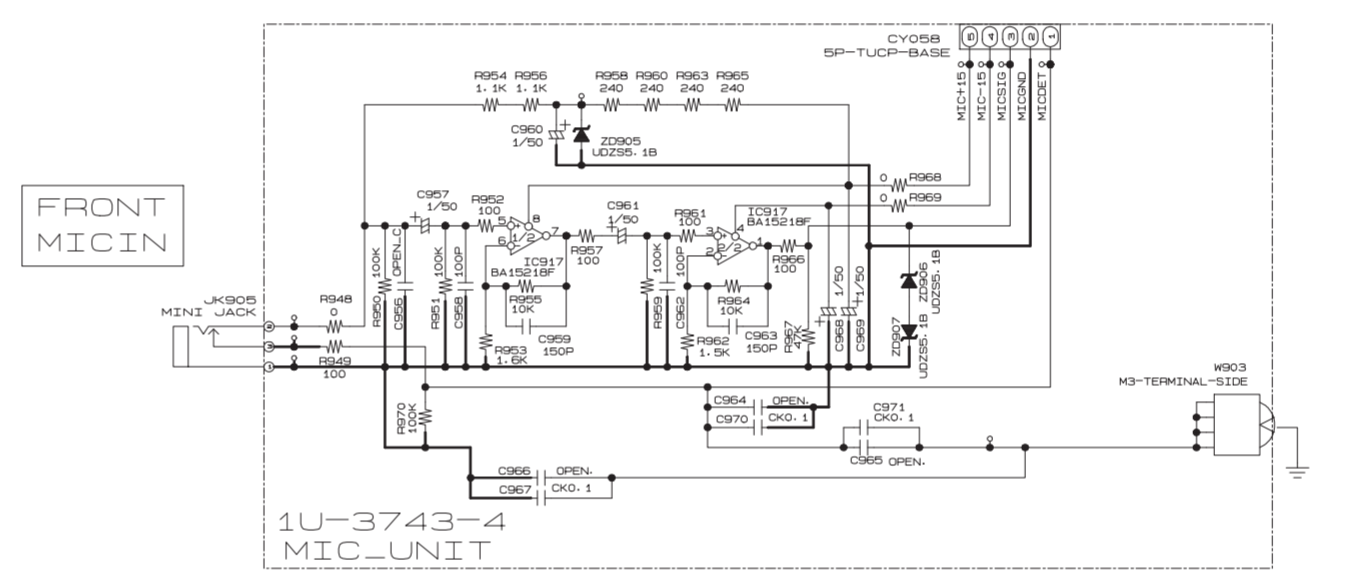 CY058
5P-TUCP-BASE
5
4
3
2
1
MIC+15
MIC-15
MICSIG
MICGND
MICDET
R954 R956 R958 R960 R963 R965
1.1K 1.1K 240 240 240 240
C960
1/50
+
ZD905
UDZS5.1B
FRONT
MICIN
0 R968
0 R969
C957
+ 1/50
R952
100
5
6
8
7
1/2
IC917
BA15218F
R957
100
C961
1/50
+
R961
100
3
2
4
1
2/2
IC917
BA15218F
R966
100
R950 100K
C956 OPEN_C
R951 100K
C958 100P
R955
10K
C959
150P
R953
1.6K
R959 100K
C962 100P
R964
10K
C963
150P
R962
1.5K
R967
47K
C968 1/50
+
C969 1/50
+
ZD906
UDZS5.1B
ZD907
UDZS5.1B
JK905
MINI JACK
2
3
1
R948
0
R949
100
R970
100K
C964 OPEN.
C970 CK0.1
C971
CK0.1
C965 OPEN.
C966 OPEN.
C967 CK0.1
W903
M3-TERMINAL-SIDE
1U-3743-4
MIC_UNIT